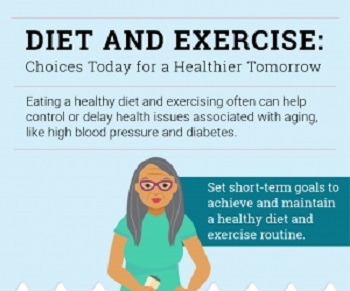 DIET AND EXERCISE:
Choices Today for a Healthier Tomorrow
Eating a healthy diet and exercising often can help
control or delay health issues associated with aging,
like high blood pressure and diabetes.
Set short-term goals to
achieve and maintain
a healthy diet and
exercise routine.